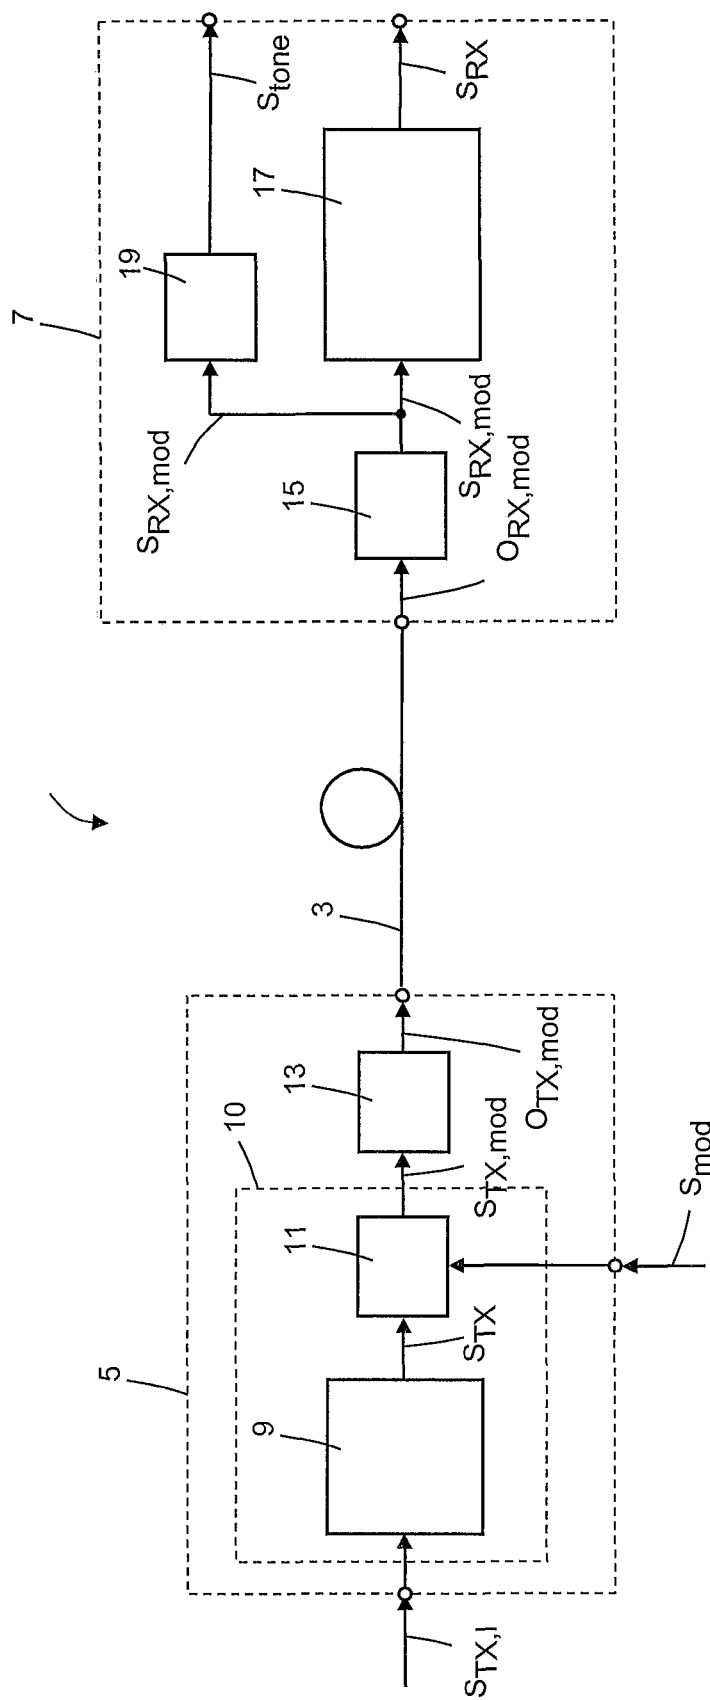 S_TX,I
5
9
S_TX
10
11
S_TX,mod
13
O_TX,mod
S_mod
3
7
O_RX,mod
15
S_RX,mod
S_RX,mod
19
17
S_tone
S_RX